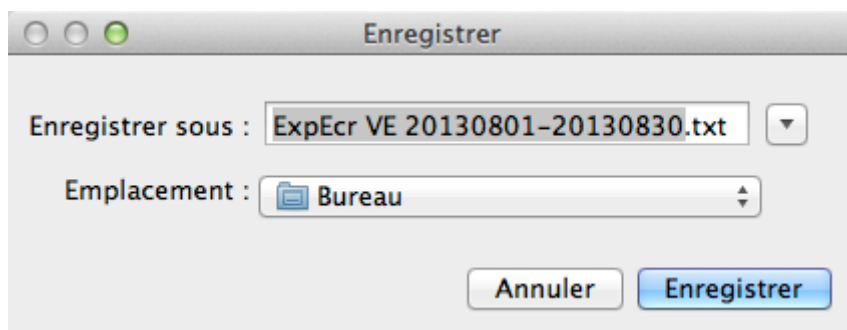 Enregistrer
Enregistrer sous : ExpEcr VE 20130801-20130830.txt
Emplacement : Bureau
Annuler Enregistrer